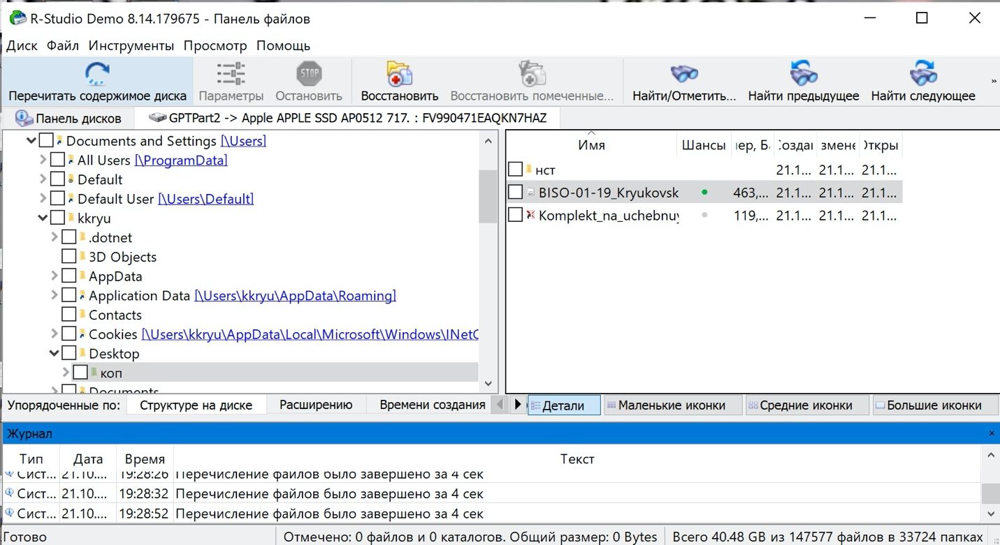 R-Studio Demo 8.14.179675 - Панель файлов
Диск Файл Инструменты Просмотр Помощь
Перечитать содержимое диска Параметры Остановить Восстановить Восстановить помеченные... Найти/Отметить... Найти предыдущее Найти следующее »
STOP
Панель дисков GPTPart2 -> Apple APPLE SSD AP0512 717. : FV990471EAQKN7HAZ
Documents and Settings [\Users]
All Users [\ProgramData]
Default
Default User [\Users\Default]
kkryu
.dotnet
3D Objects
AppData
Application Data [\Users\kkryu\AppData\Roaming]
Contacts
Cookies [\Users\kkryu\AppData\Local\Microsoft\Windows\INetC
Desktop
коп
Documents
Имя Шансы ер, Ба Созда змене Откры
нст 21.1... 21.1... 21.1...
BISO-01-19_Kryukovsk 463,... 21.1... 21.1... 21.1...
Komplekt_na_uchebnuy 119,... 21.1... 21.1... 21.1...
Упорядоченные по: Структуре на диске Расширению Времени создания Детали Маленькие иконки Средние иконки Большие иконки
Журнал ×
Тип Дата Время Текст
Сист... 21.10.... 19:28:26 Перечисление файлов было завершено за 4 сек
Сист... 21.10.... 19:28:32 Перечисление файлов было завершено за 4 сек
Сист... 21.10.... 19:28:52 Перечисление файлов было завершено за 4 сек
Готово Отмечено: 0 файлов и 0 каталогов. Общий размер: 0 Bytes Всего 40.48 GB из 147577 файлов в 33724 папках